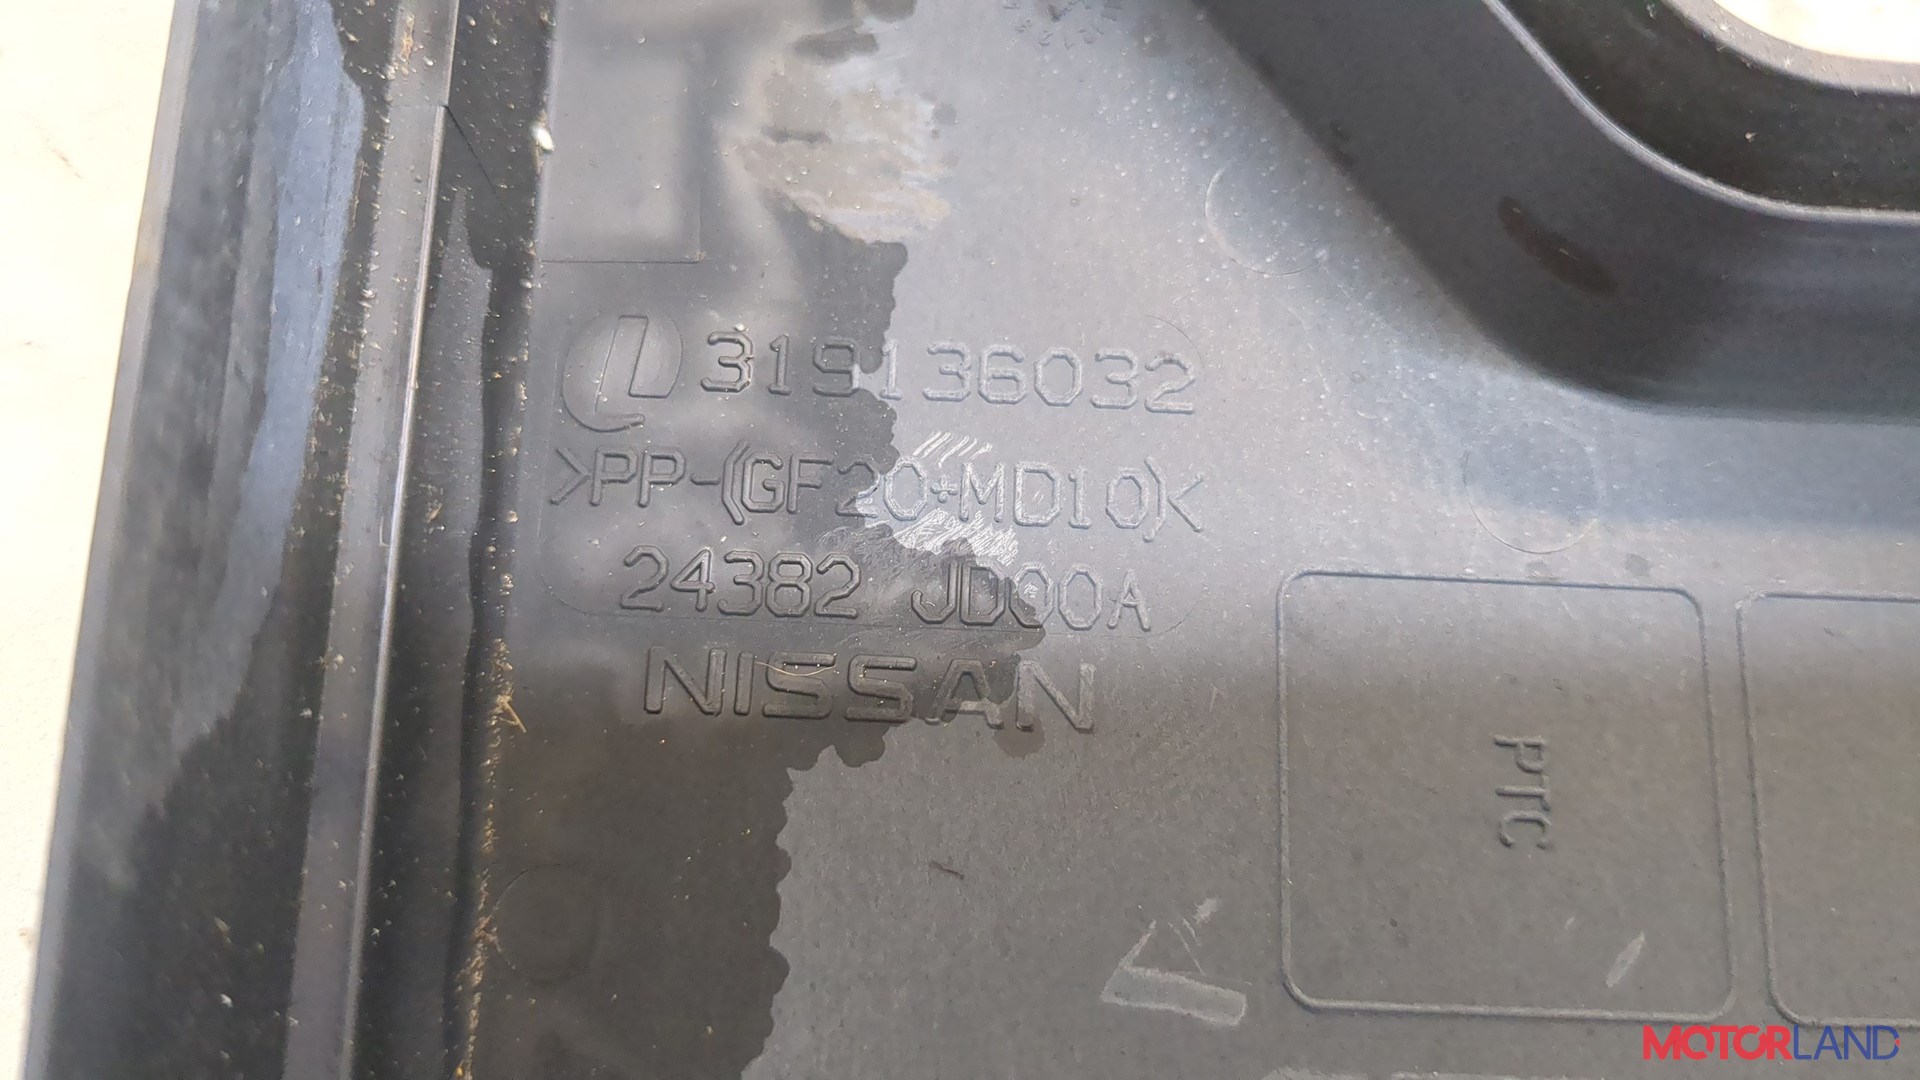 319136032
>PP-(GF20+MD10)<
24382 JD00A
NISSAN
PTC
MOTORLAND